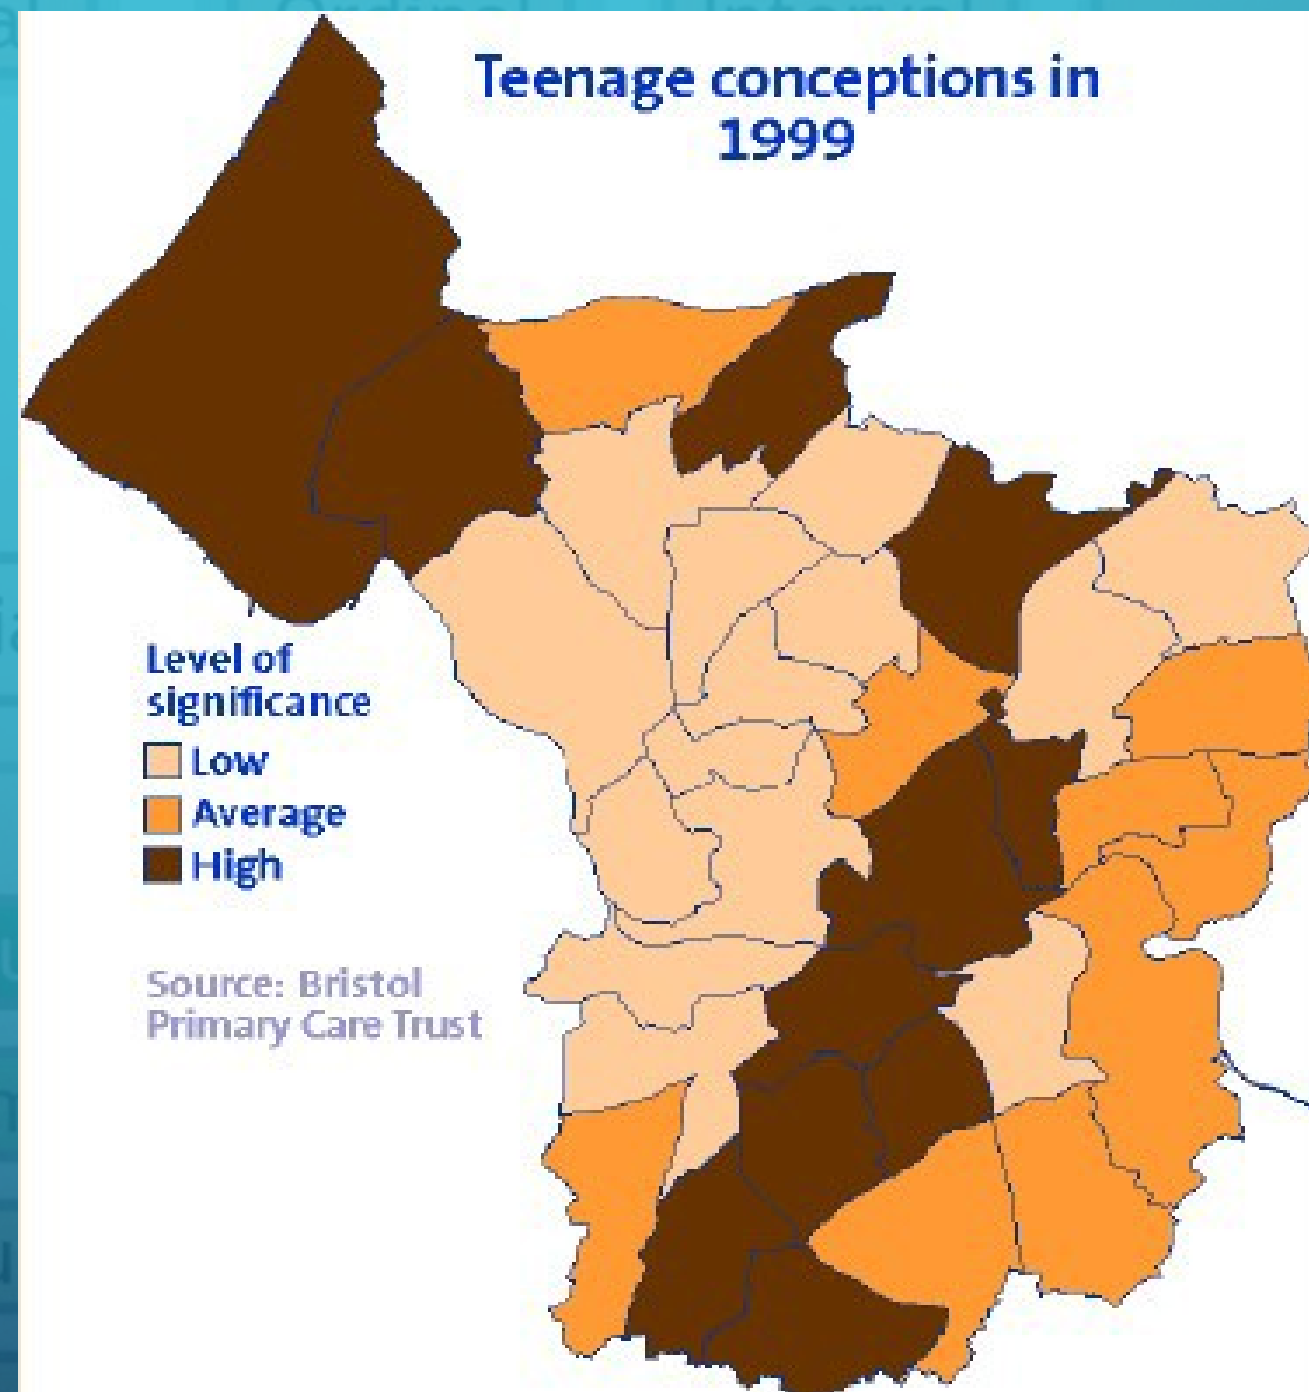 Teenage conceptions in
1999
Level of
significance
Low
Average
High
Source: Bristol
Primary Care Trust